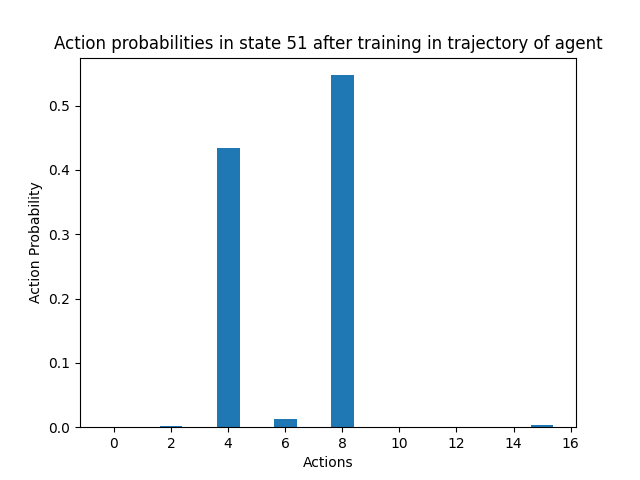 Action probabilities in state 51 after training in trajectory of agent
0.5
0.4
0.3
0.2
0.1
0.0
Action Probability
0 2 4 6 8 10 12 14 16
Actions